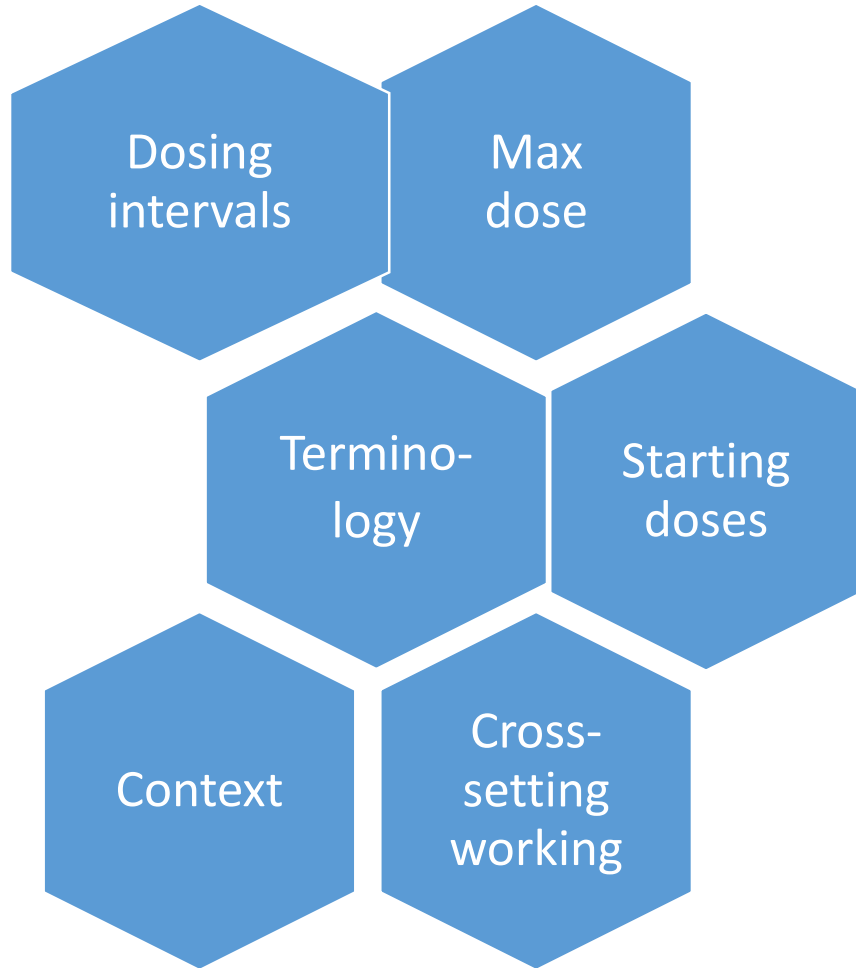 Dosing
intervals
Max
dose
Termino-
logy
Starting
doses
Context
Cross-
setting
working